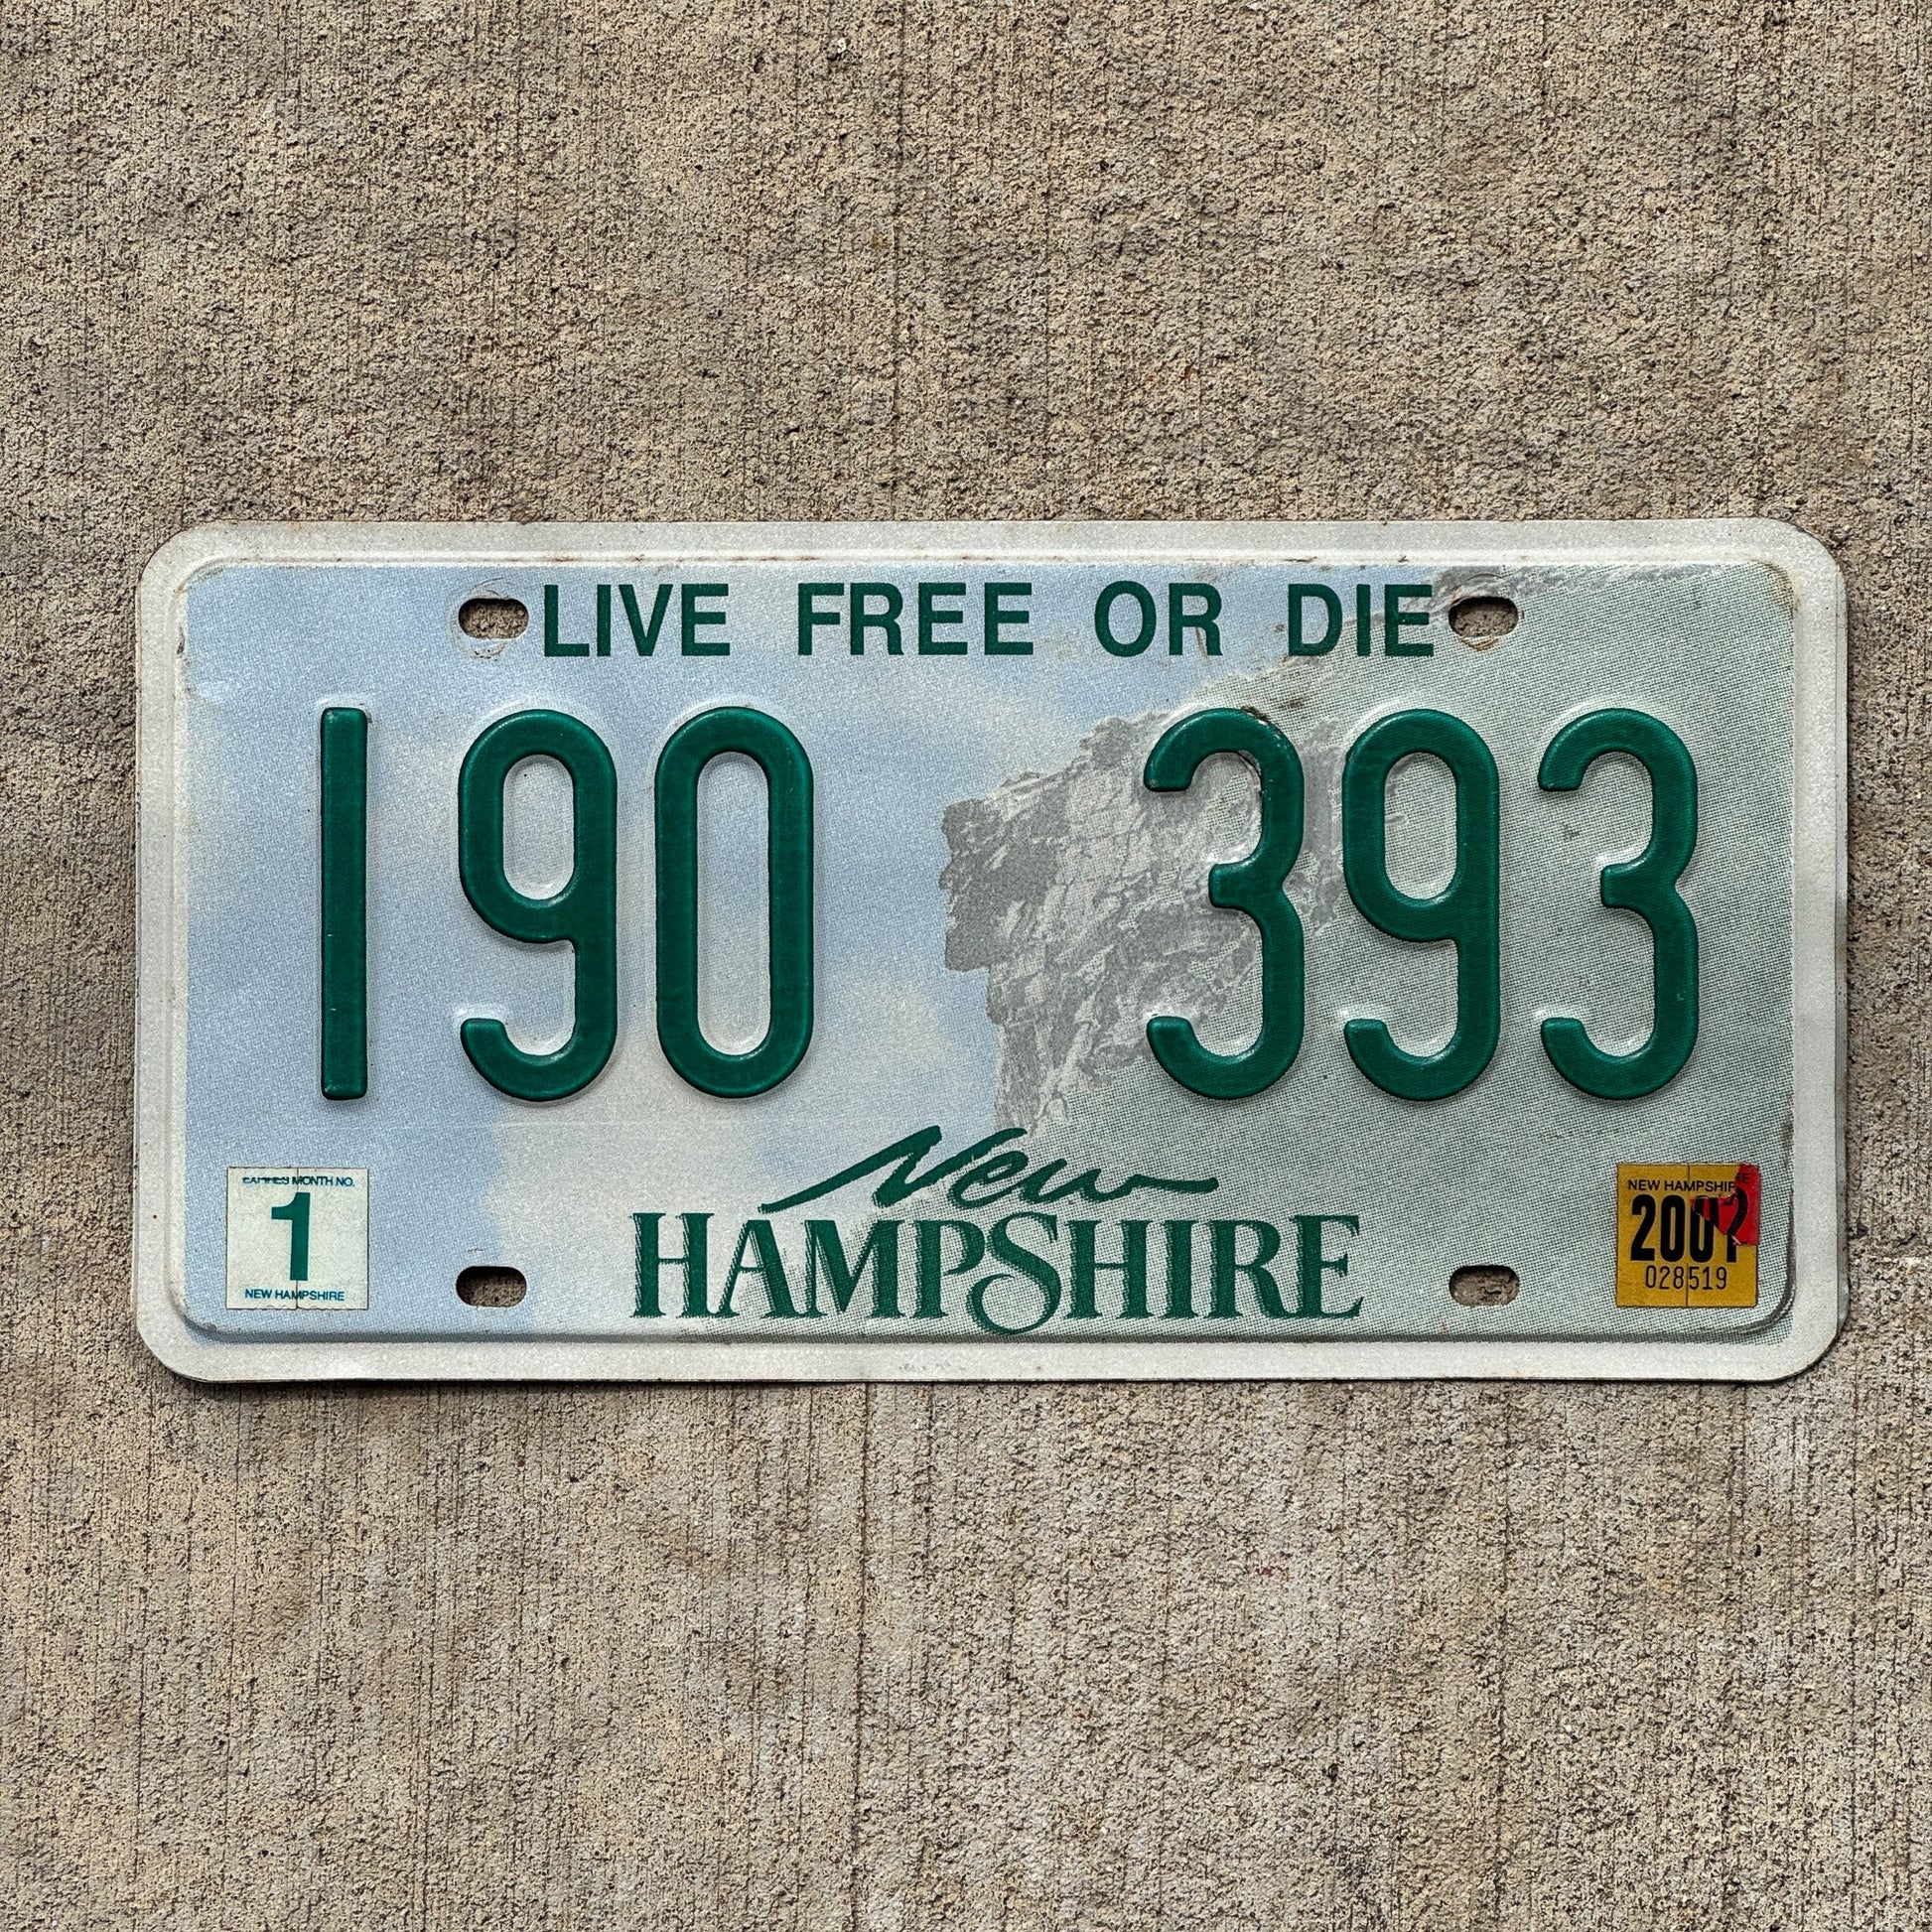 LIVE FREE OR DIE
190 393
EXPIRES MONTH NO.
1
NEW HAMPSHIRE
New
HAMPSHIRE
NEW HAMPSHIRE
028519